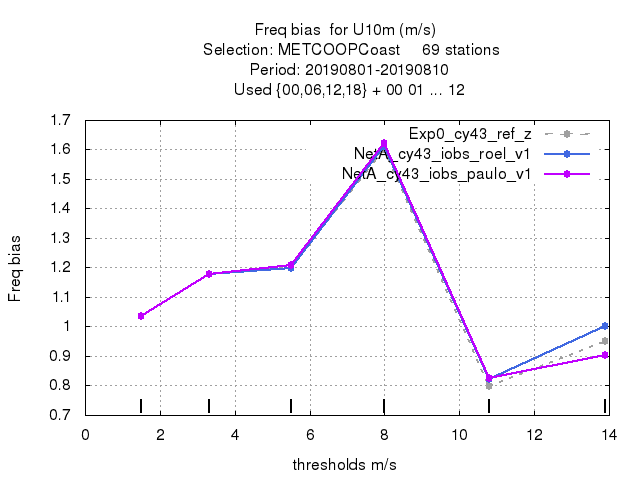 Freq bias  for U10m (m/s)
Selection: METCOOPCoast     69 stations
Period: 20190801-20190810
Used {00,06,12,18} + 00 01 ... 12
Exp0_cy43_ref_z
NetA_cy43_iobs_roel_v1
NetA_cy43_iobs_paulo_v1
Freq bias
1.7
1.6
1.5
1.4
1.3
1.2
1.1
1
0.9
0.8
0.7
0 2 4 6 8 10 12 14
thresholds m/s